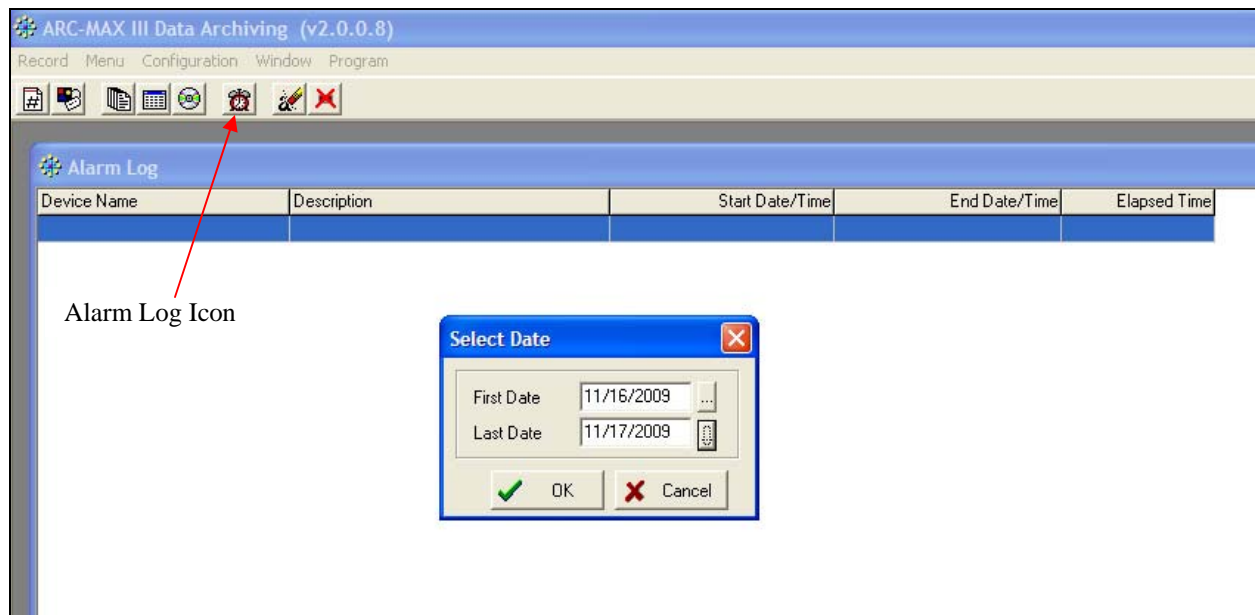 ARC-MAX III Data Archiving (v2.0.0.8)
Record Menu Configuration Window Program
#
Alarm Log
Device Name Description Start Date/Time End Date/Time Elapsed Time
Alarm Log Icon
Select Date
First Date 11/16/2009 ...
Last Date 11/17/2009
OK Cancel